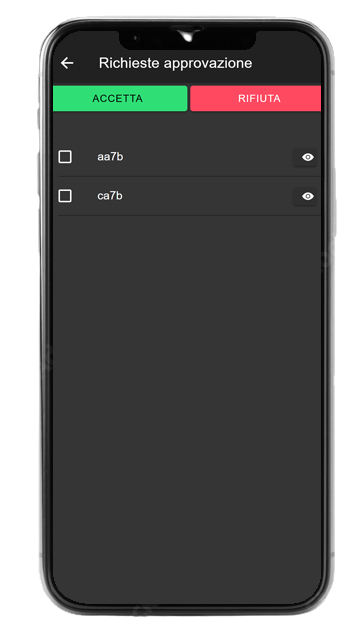 Richieste approvazione
ACCETTA RIFIUTA
aa7b
ca7b